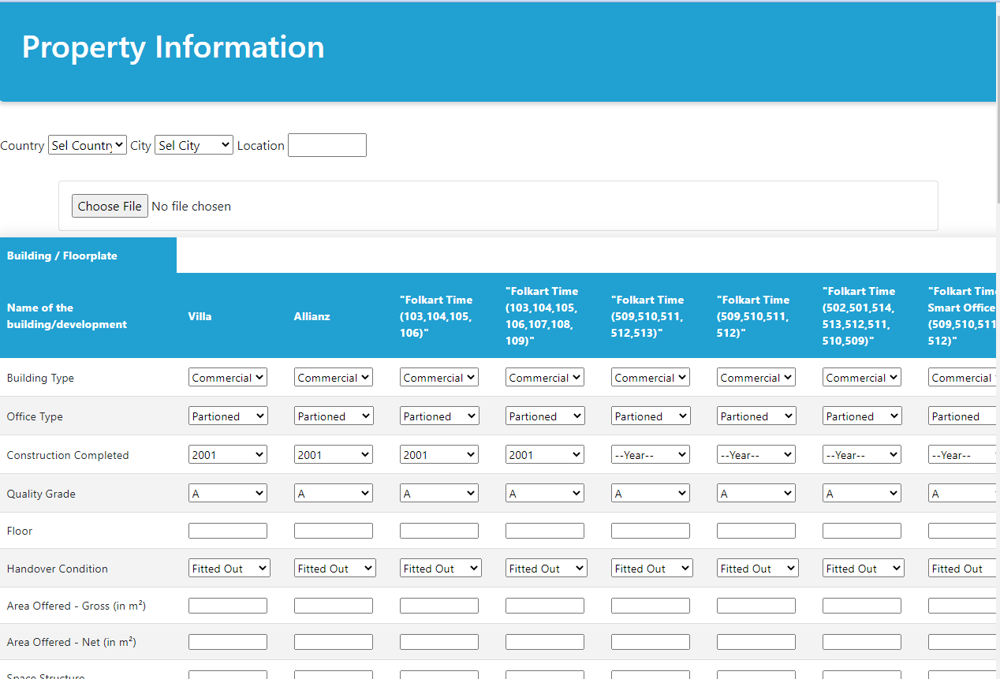 Property Information
Country Sel Country City Sel City Location
Choose File No file chosen
Building / Floorplate
Name of the building/development Villa Allianz "Folkart Time (103,104,105, 106)" "Folkart Time (103,104,105, 106,107,108, 109)" "Folkart Time (509,510,511, 512,513)" "Folkart Time (509,510,511, 512)" "Folkart Time (502,501,514, 513,512,511, 510,509)" "Folkart Time Smart Office (509,510,511 512)"
Building Type Commercial Commercial Commercial Commercial Commercial Commercial Commercial Commercial
Office Type Partioned Partioned Partioned Partioned Partioned Partioned Partioned Partioned
Construction Completed 2001 2001 2001 2001 --Year-- --Year-- --Year-- --Year--
Quality Grade A A A A A A A A
Floor
Handover Condition Fitted Out Fitted Out Fitted Out Fitted Out Fitted Out Fitted Out Fitted Out Fitted Out
Area Offered - Gross (in m²)
Area Offered - Net (in m²)
Space Structure